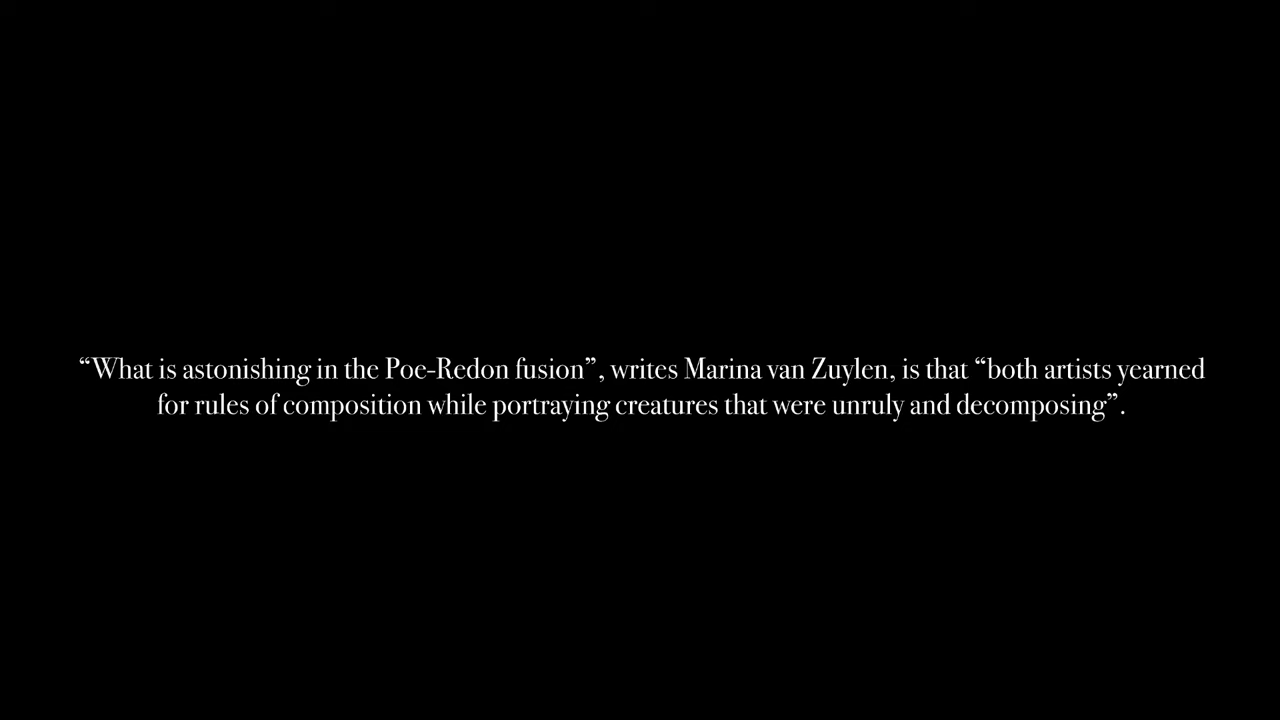 “What is astonishing in the Poe-Redon fusion”, writes Marina van Zuylen, is that “both artists yearned
for rules of composition while portraying creatures that were unruly and decomposing”.